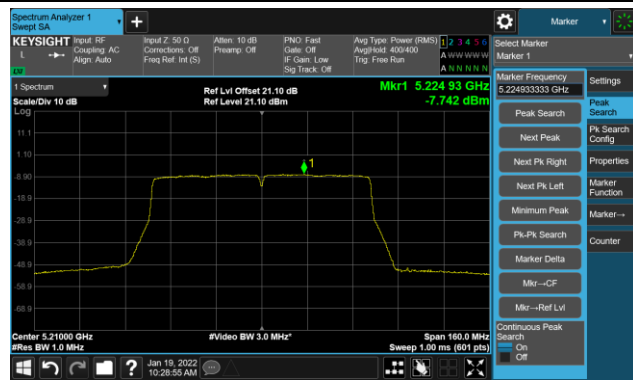 Spectrum Analyzer 1
Swept SA
Marker
KEYSIGHT
L
Input: RF
Coupling: AC
Align: Auto
Input Z: 50 Ω
Corrections: Off
Freq Ref: Int (S)
Atten: 10 dB
Preamp: Off
PNO: Fast
Gate: Off
IF Gain: Low
Sig Track: Off
Avg Type: Power (RMS)
Avg|Hold: 400/400
Trig: Free Run
1 2 3 4 5 6
A W W W W W
A N N N N N
Select Marker
Marker 1
1 Spectrum
Scale/Div 10 dB
Log
Ref Lvl Offset 21.10 dB
Ref Level 21.10 dBm
Mkr1 5.224 93 GHz
-7.742 dBm
11.1
1.10
-8.90
-18.9
-28.9
-38.9
-48.9
-58.9
-68.9
1
Center 5.21000 GHz
#Res BW 1.0 MHz
#Video BW 3.0 MHz*
Span 160.0 MHz
Sweep 1.00 ms (601 pts)
Marker Frequency
5.224933333 GHz
Peak Search
Next Peak
Next Pk Right
Next Pk Left
Minimum Peak
Pk-Pk Search
Marker Delta
Mkr→CF
Mkr→Ref Lvl
Continuous Peak
Search
On
Off
Settings
Peak
Search
Pk Search
Config
Properties
Marker
Function
Marker→
Counter
?
Jan 19, 2022
10:28:55 AM